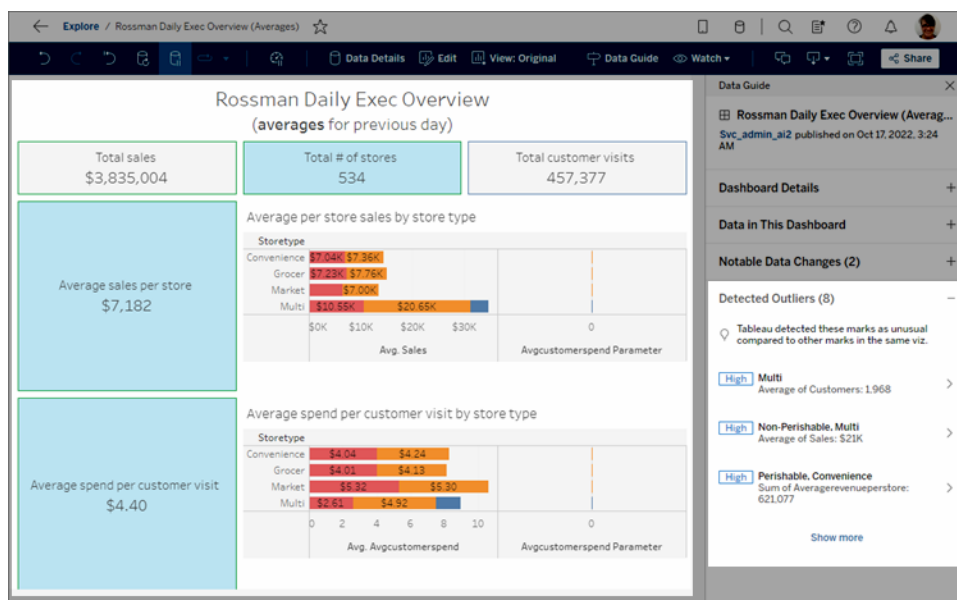 Explore / Rossman Daily Exec Overview (Averages)
Data Details Edit View: Original Data Guide Watch Share
Rossman Daily Exec Overview
(averages for previous day)
Total sales
$3,835,004
Total # of stores
534
Total customer visits
457,377
Average sales per store
$7,182
Average per store sales by store type
Storetype
Convenience $7.04K $7.36K
Grocer $7.23K $7.76K
Market $7.00K
Multi $10.55K $20.65K
$0K $10K $20K $30K 0
Avg. Sales Avgcustomerspend Parameter
Average spend per customer visit
$4.40
Average spend per customer visit by store type
Storetype
Convenience $4.04 $4.24
Grocer $4.01 $4.13
Market $5.32 $5.30
Multi $2.61 $4.92
0 2 4 6 8 10 0
Avg. Avgcustomerspend Avgcustomerspend Parameter
Data Guide
Rossman Daily Exec Overview (Averag...
Svc_admin_ai2 published on Oct 17, 2022, 3:24
AM
Dashboard Details
Data in This Dashboard
Notable Data Changes (2)
Detected Outliers (8)
Tableau detected these marks as unusual
compared to other marks in the same viz.
High Multi
Average of Customers: 1,968
High Non-Perishable, Multi
Average of Sales: $21K
High Perishable, Convenience
Sum of Averagerevenueperstore:
621,077
Show more